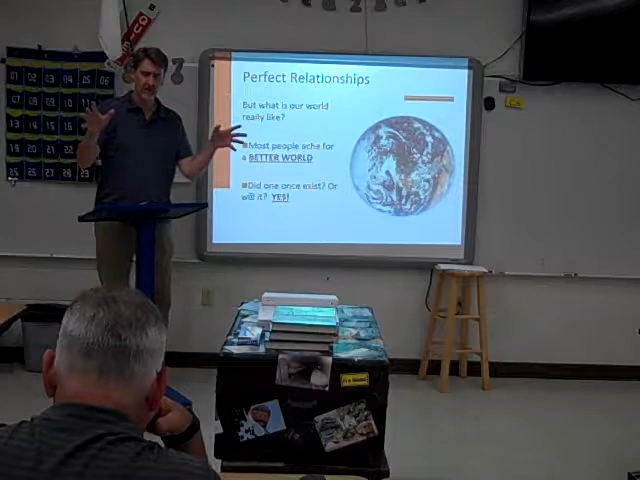 Perfect Relationships
But what is our world
really like?
Most people ache for
a BETTER WORLD
Did one once exist? Or
will it? YES!
01 02 03 04 05 06
07 08 09 10 11
13 14 15 16
19 20 21 22
25 26 27 28 29